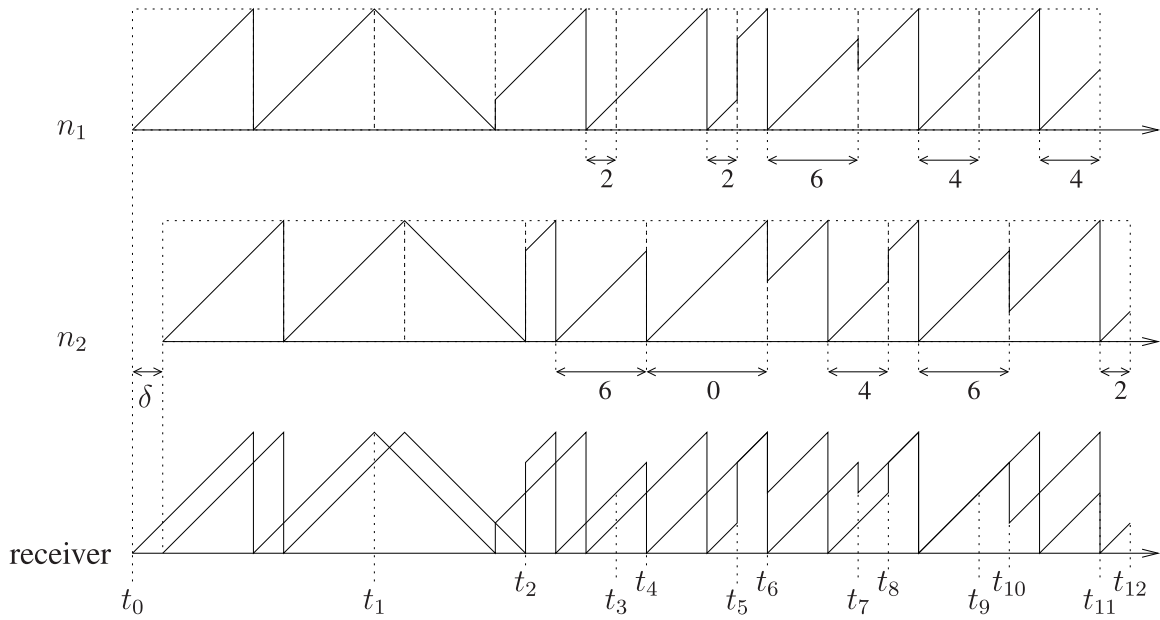 n₁
2 2 6 4 4
n₂
δ 6 0 4 6 2
receiver
t₀ t₁ t₂ t₃ t₄ t₅ t₆ t₇ t₈ t₉ t₁₀ t₁₁ t₁₂